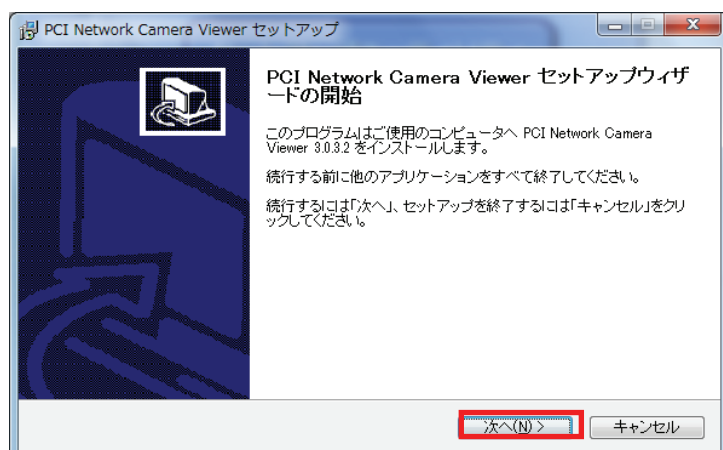 PCI Network Camera Viewer セットアップ
PCI Network Camera Viewer セットアップウィザ
ードの開始
このプログラムはご使用のコンピュータへ PCI Network Camera
Viewer 3.0.3.2 をインストールします。
続行する前に他のアプリケーションをすべて終了してください。
続行するには「次へ」、セットアップを終了するには「キャンセル」をクリ
ックしてください。
次へ(N) >
キャンセル